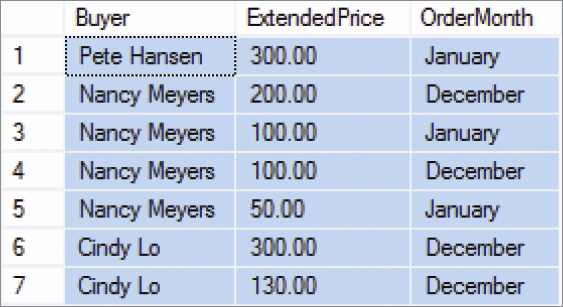 Buyer ExtendedPrice OrderMonth
1 Pete Hansen 300.00 January
2 Nancy Meyers 200.00 December
3 Nancy Meyers 100.00 January
4 Nancy Meyers 100.00 December
5 Nancy Meyers 50.00 January
6 Cindy Lo 300.00 December
7 Cindy Lo 130.00 December